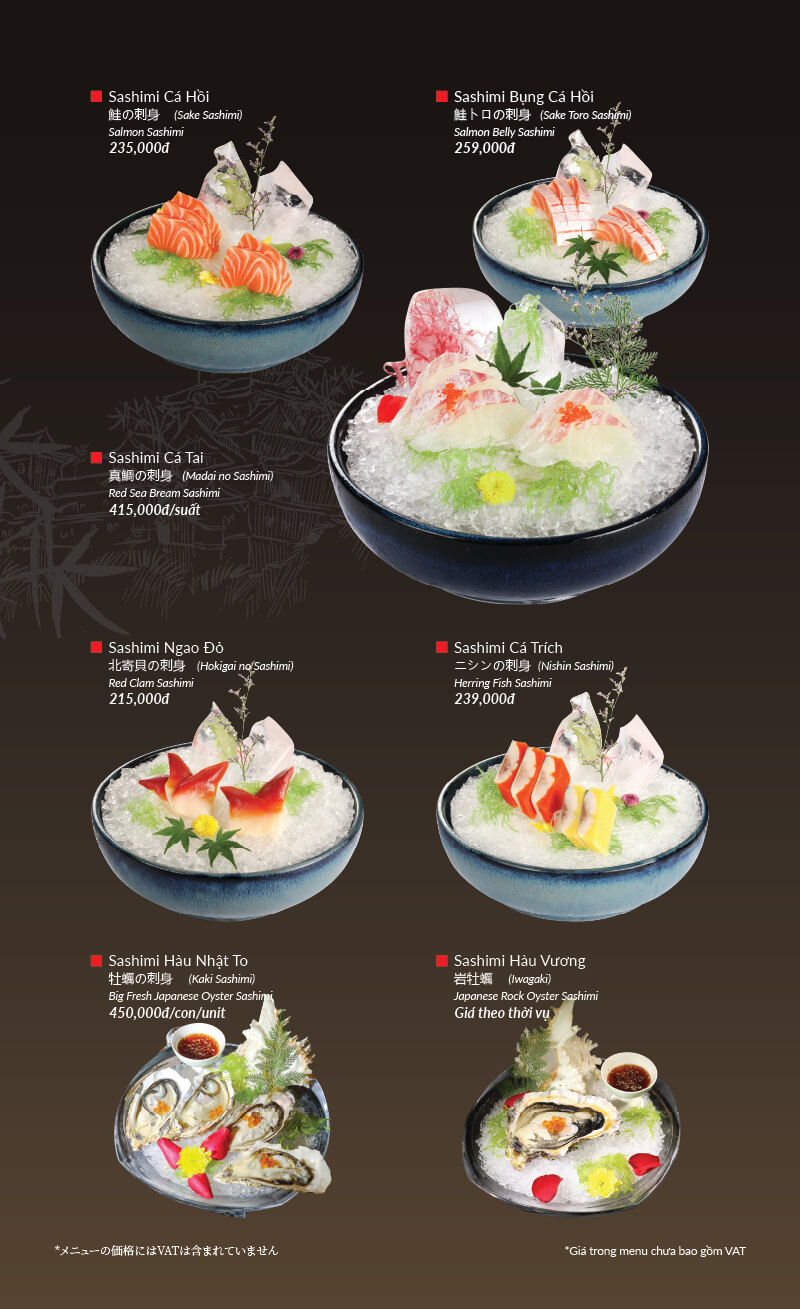 Sashimi Cá Hồi
鮭の刺身 (Sake Sashimi)
Salmon Sashimi
235,000đ
Sashimi Bụng Cá Hồi
鮭トロの刺身 (Sake Toro Sashimi)
Salmon Belly Sashimi
259,000đ
Sashimi Cá Tai
真鯛の刺身 (Madai no Sashimi)
Red Sea Bream Sashimi
415,000đ/suất
Sashimi Ngao Đỏ
北寄貝の刺身 (Hokigai no Sashimi)
Red Clam Sashimi
215,000đ
Sashimi Cá Trích
ニシンの刺身 (Nishin Sashimi)
Herring Fish Sashimi
239,000đ
Sashimi Hàu Nhật To
牡蠣の刺身 (Kaki Sashimi)
Big Fresh Japanese Oyster Sashimi
450,000đ/con/unit
Sashimi Hàu Vương
岩牡蠣 (Iwagaki)
Japanese Rock Oyster Sashimi
Giá theo thời vụ
*メニューの価格にはVATは含まれていません
*Giá trong menu chưa bao gồm VAT